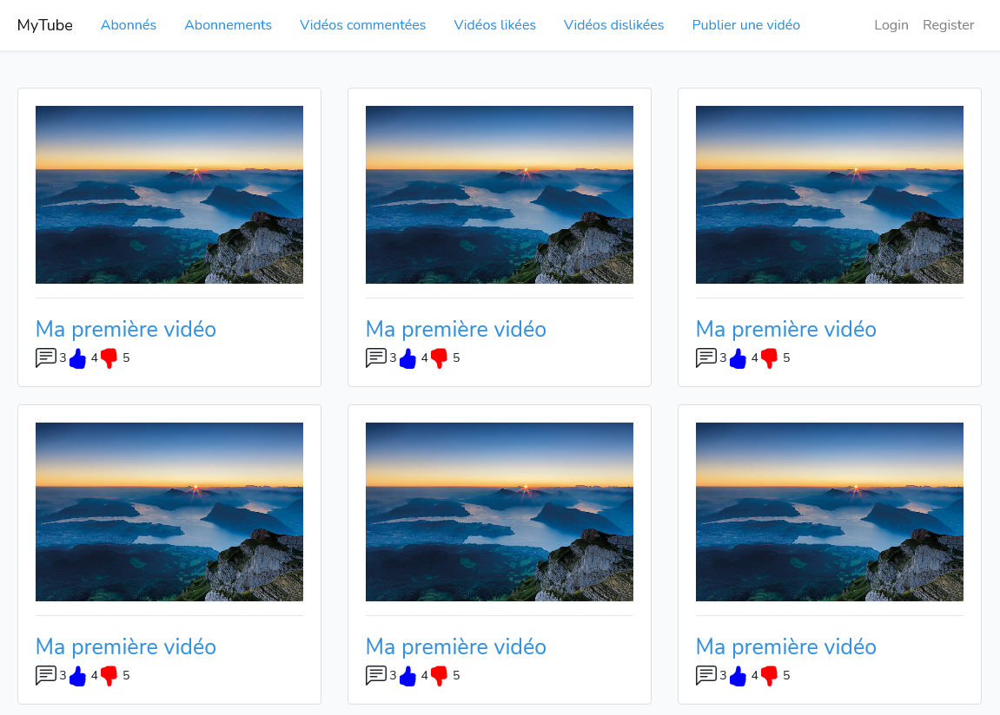 MyTube Abonnés Abonnements Vidéos commentées Vidéos likées Vidéos dislikées Publier une vidéo Login Register
Ma première vidéo Ma première vidéo Ma première vidéo
3 4 5 3 4 5 3 4 5
Ma première vidéo Ma première vidéo Ma première vidéo
3 4 5 3 4 5 3 4 5